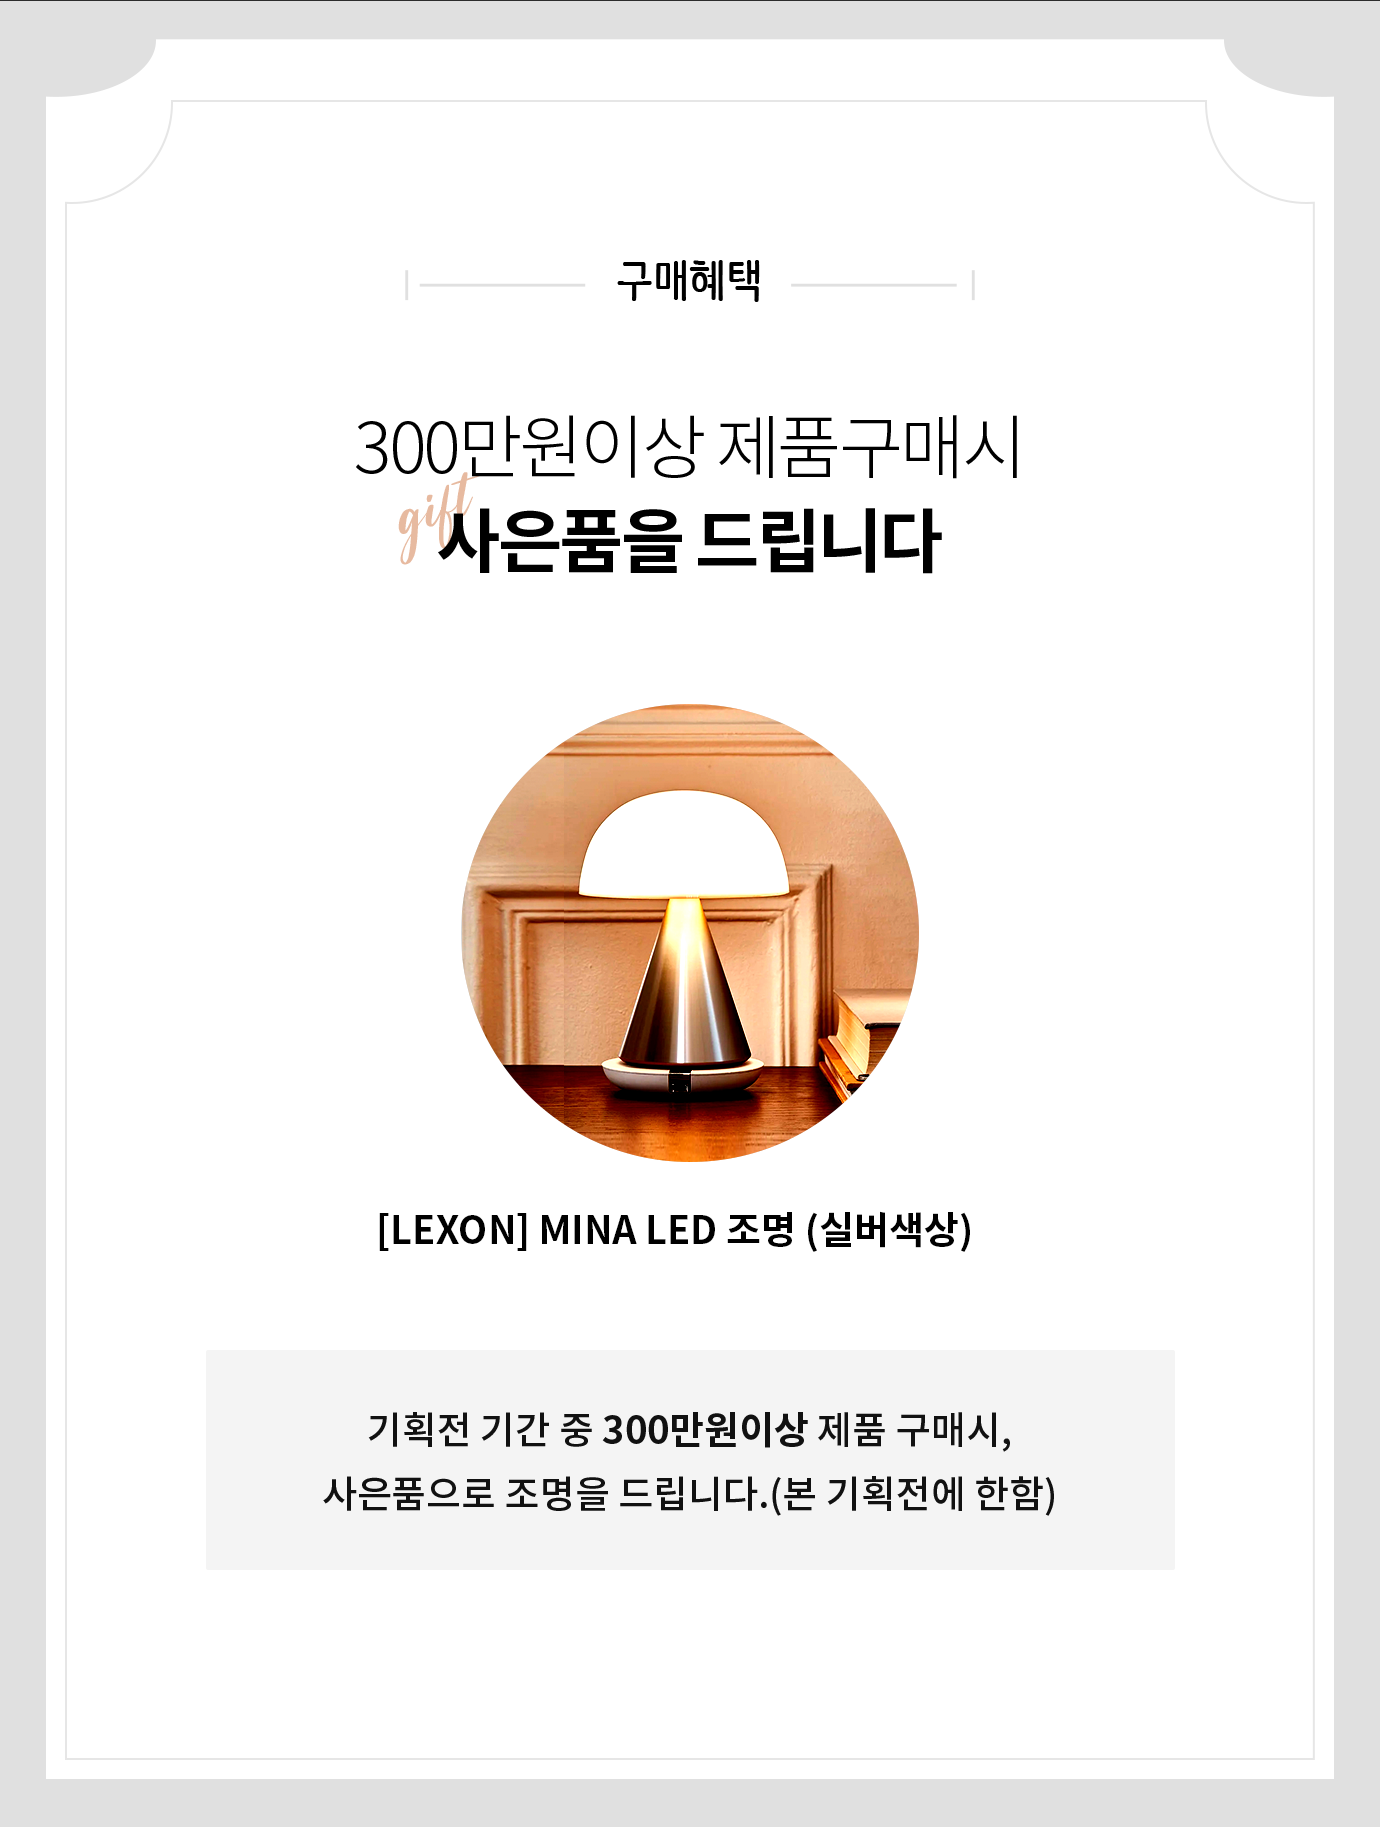 구매혜택
300만원이상 제품구매시
gift
사은품을 드립니다
[LEXON] MINA LED 조명 (실버색상)
기획전 기간 중 300만원이상 제품 구매시,
사은품으로 조명을 드립니다.(본 기획전에 한함)